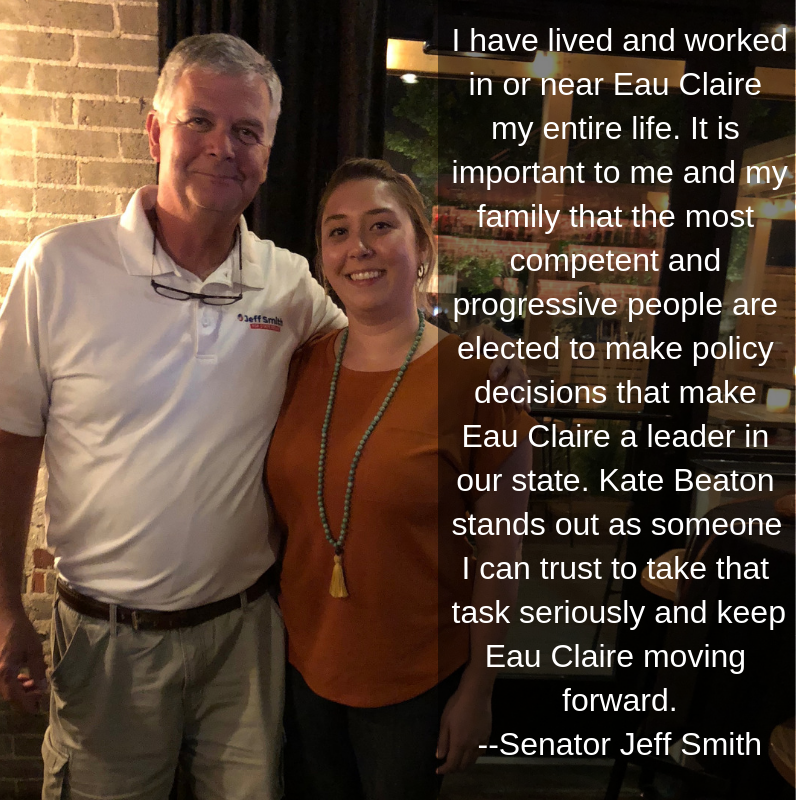 I have lived and worked
in or near Eau Claire
my entire life. It is
important to me and my
family that the most
competent and
progressive people are
elected to make policy
decisions that make
Eau Claire a leader in
our state. Kate Beaton
stands out as someone
I can trust to take that
task seriously and keep
Eau Claire moving
forward.
--Senator Jeff Smith
Jeff Smith